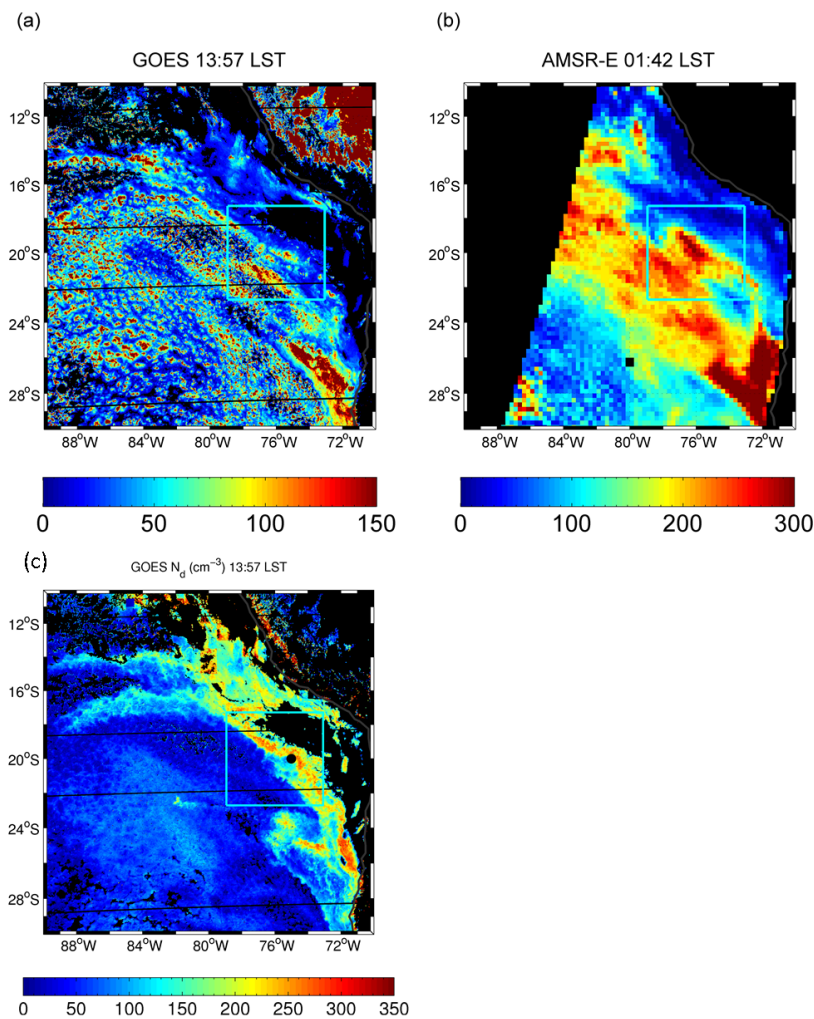 (a)
GOES 13:57 LST
12°S
16°S
20°S
24°S
28°S
88°W 84°W 80°W 76°W 72°W
0 50 100 150
(b)
AMSR-E 01:42 LST
12°S
16°S
20°S
24°S
28°S
88°W 84°W 80°W 76°W 72°W
0 100 200 300
(c)
GOES N_d (cm⁻³) 13:57 LST
12°S
16°S
20°S
24°S
28°S
88°W 84°W 80°W 76°W 72°W
0 50 100 150 200 250 300 350